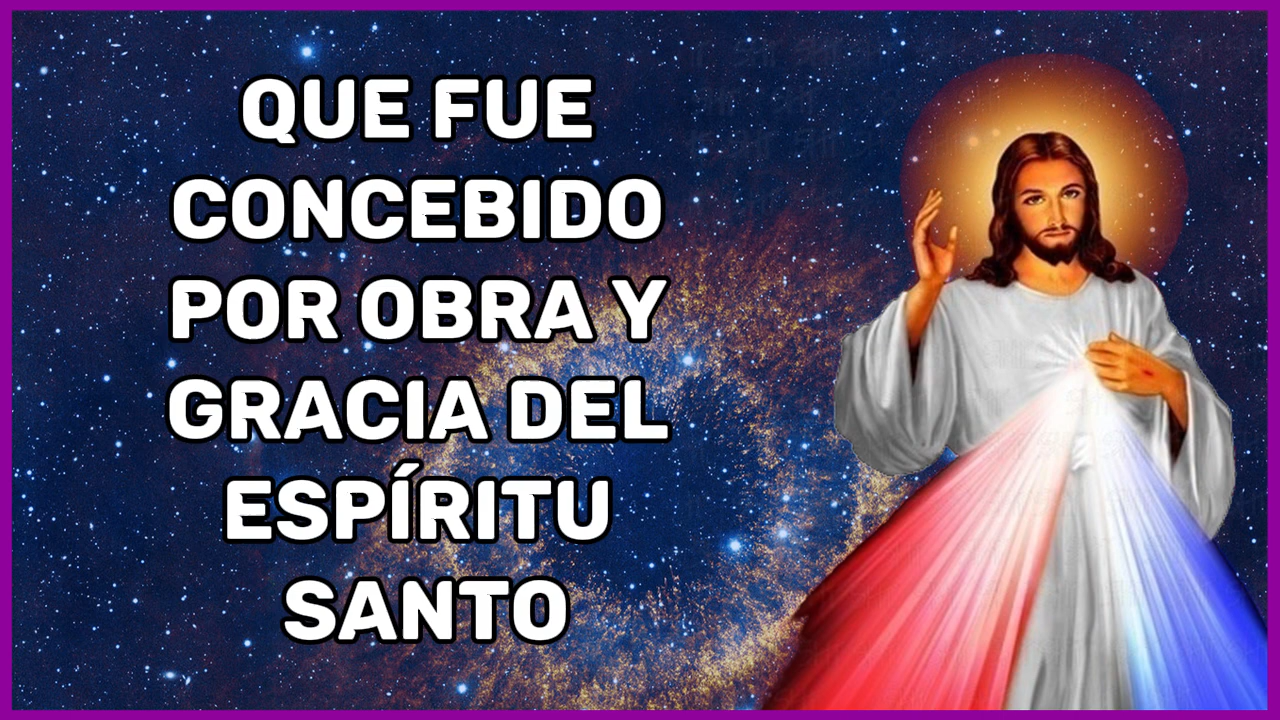 QUE FUE
CONCEBIDO
POR OBRA Y
GRACIA DEL
ESPÍRITU
SANTO